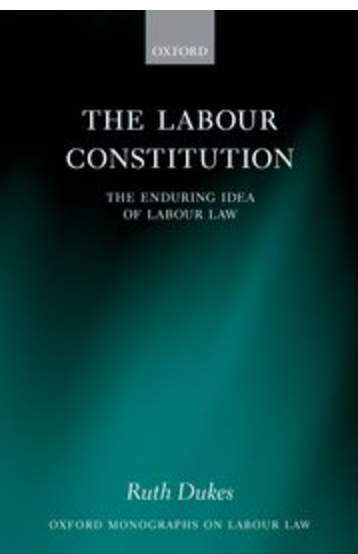 OXFORD
THE LABOUR
CONSTITUTION
THE ENDURING IDEA
OF LABOUR LAW
Ruth Dukes
OXFORD MONOGRAPHS ON LABOUR LAW